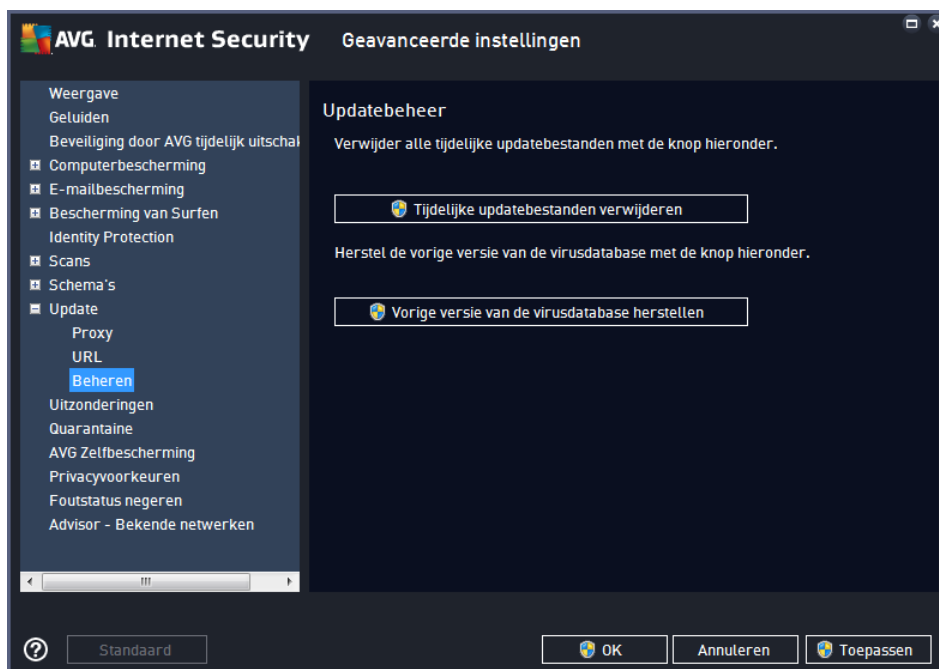 AVG. Internet Security Geavanceerde instellingen
Weergave
Geluiden
Beveiliging door AVG tijdelijk uitschak
Computerbescherming
E-mailbescherming
Bescherming van Surfen
Identity Protection
Scans
Schema's
Update
Proxy
URL
Beheren
Uitzonderingen
Quarantaine
AVG Zelfbescherming
Privacyvoorkeuren
Foutstatus negeren
Advisor - Bekende netwerken
Updatebeheer
Verwijder alle tijdelijke updatebestanden met de knop hieronder.
Tijdelijke updatebestanden verwijderen
Herstel de vorige versie van de virusdatabase met de knop hieronder.
Vorige versie van de virusdatabase herstellen
? Standaard OK Annuleren Toepassen